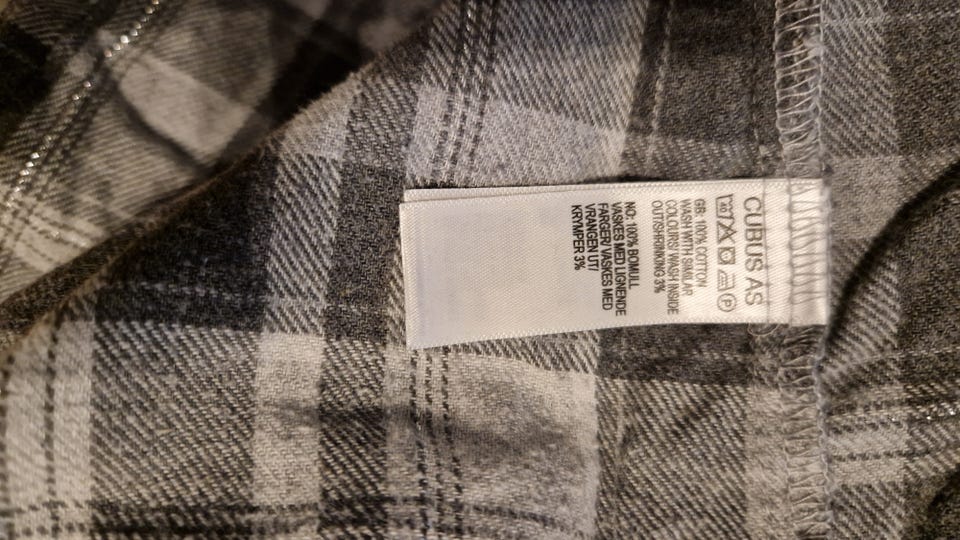 CUBUS AS
GB: 100% COTTON
WASH WITH SIMILAR
COLOURS/ WASH INSIDE
OUT/SHRINKING 3%
NO: 100% BOMULL
VASKES MED LIGNENDE
FARGER/ VASKES MED
VRANGEN UT/
KRYMPER 3%